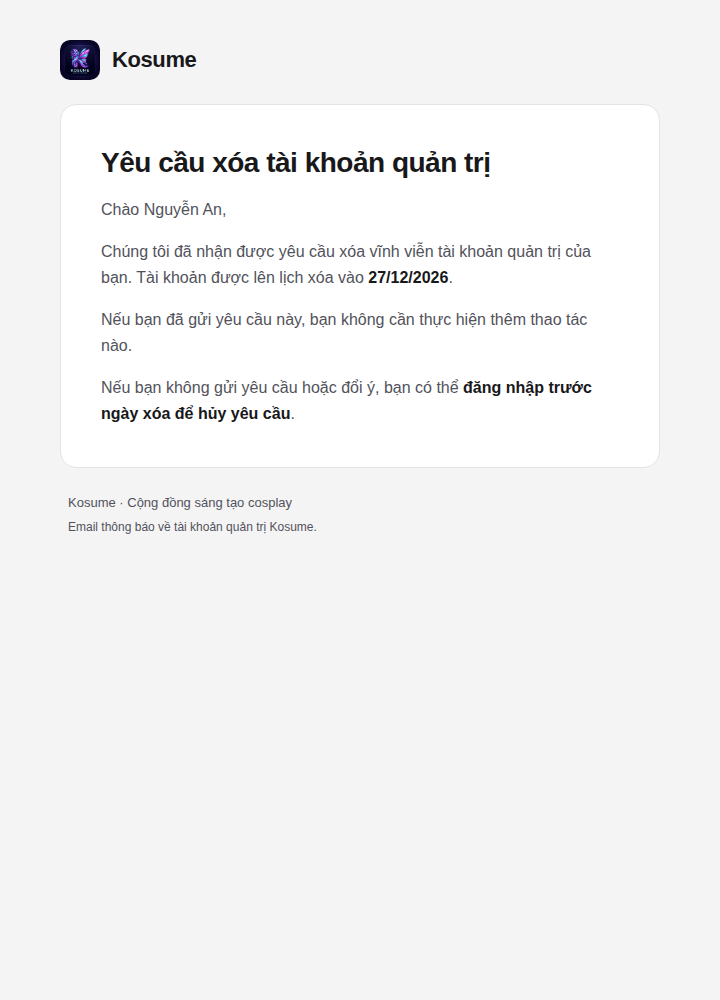 KOSUME
Kosume
Yêu cầu xóa tài khoản quản trị
Chào Nguyễn An,
Chúng tôi đã nhận được yêu cầu xóa vĩnh viễn tài khoản quản trị của
bạn. Tài khoản được lên lịch xóa vào 27/12/2026.
Nếu bạn đã gửi yêu cầu này, bạn không cần thực hiện thêm thao tác
nào.
Nếu bạn không gửi yêu cầu hoặc đổi ý, bạn có thể đăng nhập trước
ngày xóa để hủy yêu cầu.
Kosume · Cộng đồng sáng tạo cosplay
Email thông báo về tài khoản quản trị Kosume.